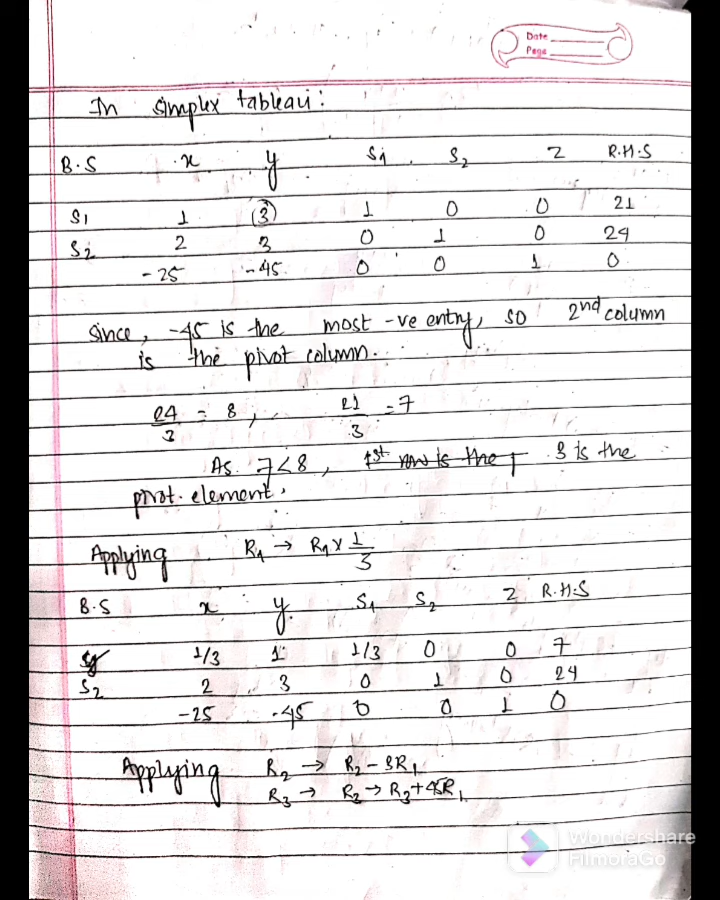 Date
Page
In simplex tableau:
B.S x y S1 S2 Z R.H.S
S1 1 3 1 0 0 21
S2 2 3 0 1 0 24
-25 -45 0 0 1 0
since, -45 is the most -ve entry, so 2nd column
is the pivot column.
24/3 = 8, 21/3 = 7
As 7<8, 1st row is the 3 is the
pivot element.
Applying R1 → R1 x 1/3
B.S x y S1 S2 Z R.H.S
y 1/3 1 1/3 0 0 7
S2 2 3 0 1 0 24
-25 -45 0 0 1 0
Applying R2 → R2 - 3R1
R3 → R3 → R3 + 45R1
Wondershare
FilmoraGo